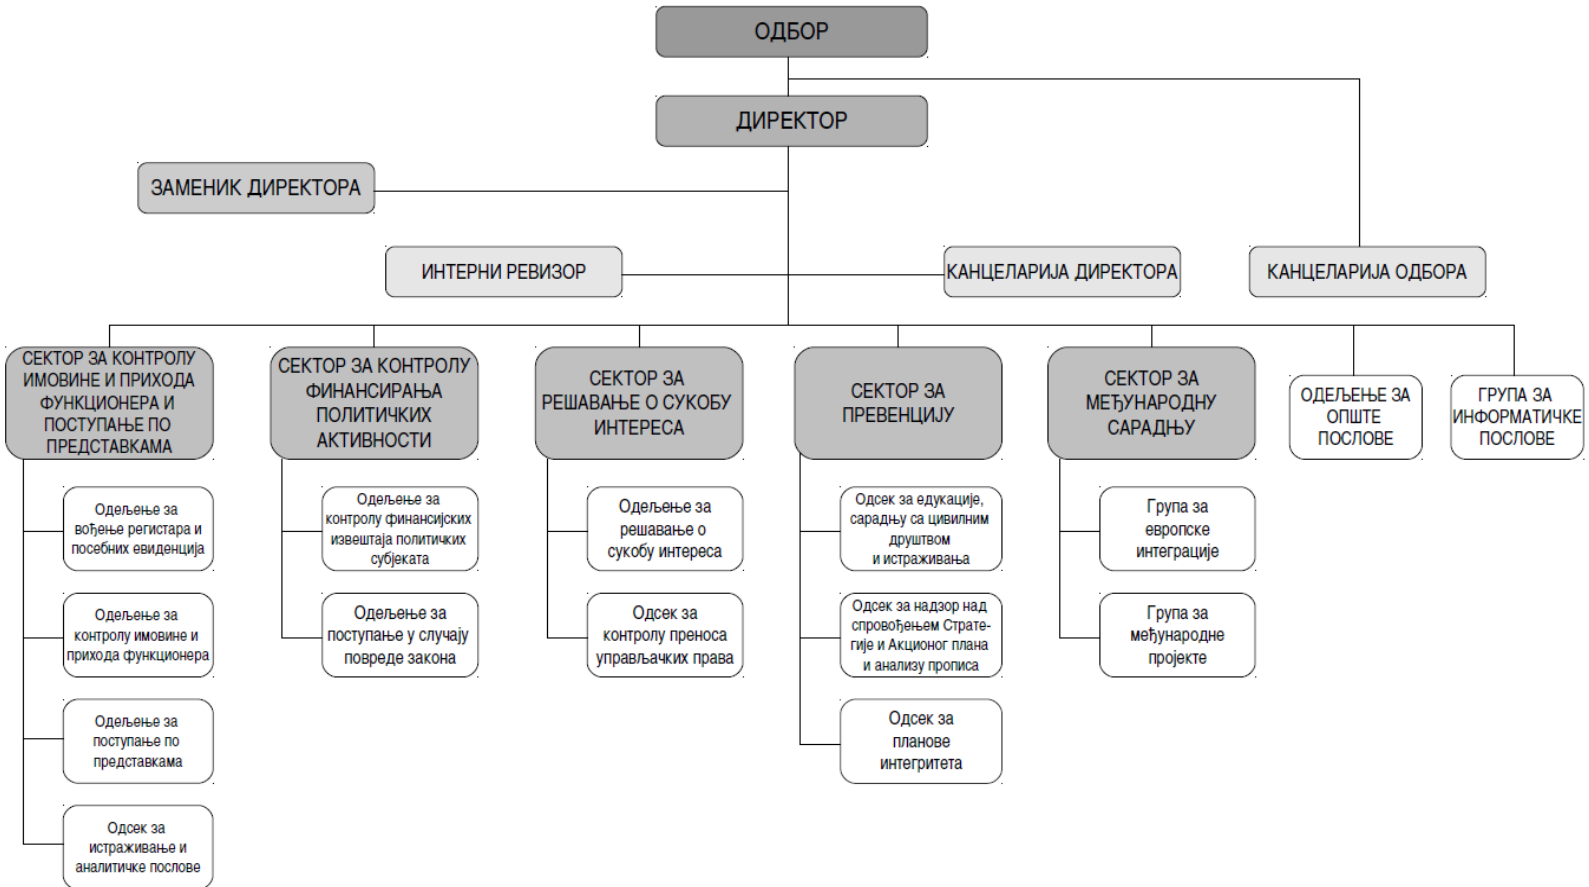 ОДБОР
ДИРЕКТОР
ЗАМЕНИК ДИРЕКТОРА
ИНТЕРНИ РЕВИЗОР
КАНЦЕЛАРИЈА ДИРЕКТОРА
КАНЦЕЛАРИЈА ОДБОРА
СЕКТОР ЗА КОНТРОЛУ
ИМОВИНЕ И ПРИХОДА
ФУНКЦИОНЕРА И
ПОСТУПАЊЕ ПО
ПРЕДСТАВКАМА
СЕКТОР ЗА КОНТРОЛУ
ФИНАНСИРАЊА
ПОЛИТИЧКИХ
АКТИВНОСТИ
СЕКТОР ЗА
РЕШАВАЊЕ О СУКОБУ
ИНТЕРЕСА
СЕКТОР ЗА
ПРЕВЕНЦИЈУ
СЕКТОР ЗА
МЕЂУНАРОДНУ
САРАДЊУ
ОДЕЉЕЊЕ ЗА
ОПШТЕ
ПОСЛОВЕ
ГРУПА ЗА
ИНФОРМАТИЧКЕ
ПОСЛОВЕ
Одељење за
вођење регистара и
посебних евиденција
Одељење за
контролу имовине и
прихода функционера
Одељење за
поступање по
представкама
Одсек за
истраживање и
аналитичке послове
Одељење за
контролу финансијских
извештаја политичких
субјеката
Одељење за
поступање у случају
повреде закона
Одељење за
решавање о
сукобу интереса
Одсек за
контролу преноса
управљачких права
Одсек за едукације,
сарадњу са цивилним
друштвом
и истраживања
Одсек за надзор над
спровођењем Страте-
гије и Акционог плана
и анализу прописа
Одсек за
планове
интегритета
Група за
европске
интеграције
Група за
међународне
пројекте